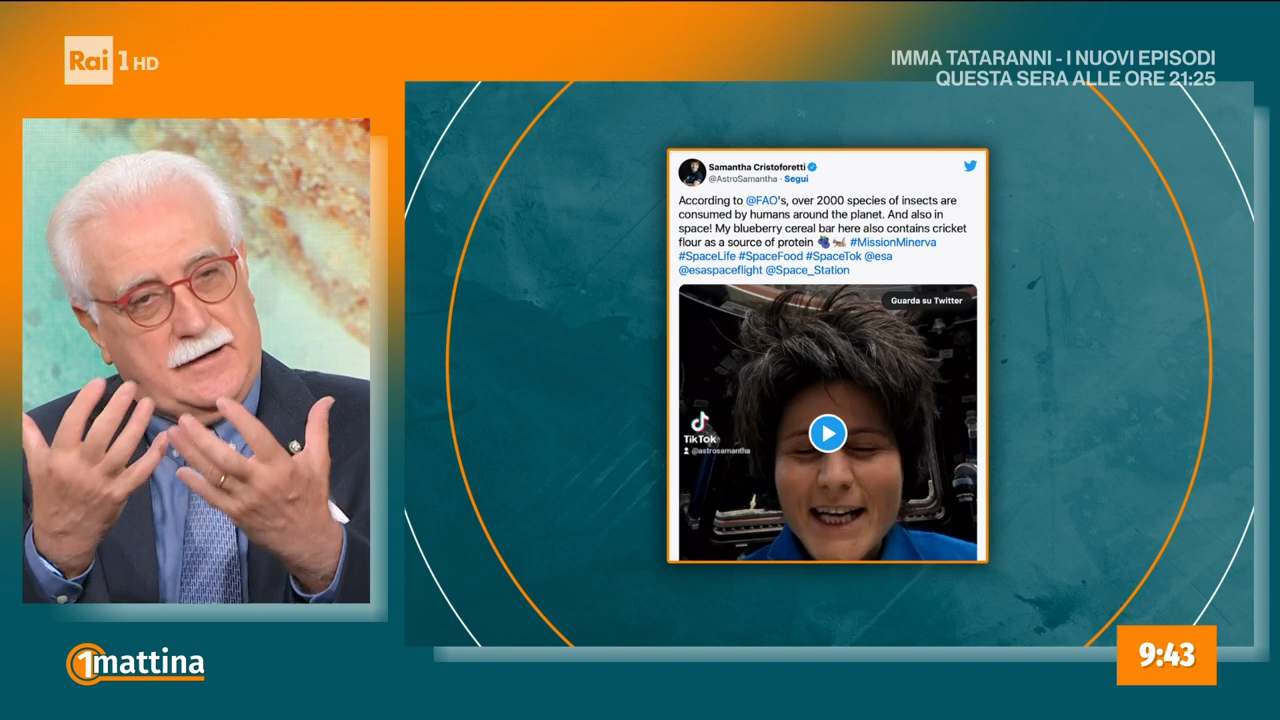 Rai 1 HD
IMMA TATARANNI - I NUOVI EPISODI
QUESTA SERA ALLE ORE 21:25
Samantha Cristoforetti
@AstroSamantha · Segui
According to @FAO's, over 2000 species of insects are
consumed by humans around the planet. And also in
space! My blueberry cereal bar here also contains cricket
flour as a source of protein 🫐🦗 #MissionMinerva
#SpaceLife #SpaceFood #SpaceTok @esa
@esaspaceflight @Space_Station
Guarda su Twitter
TikTok
@astrosamantha
1mattina
9:43